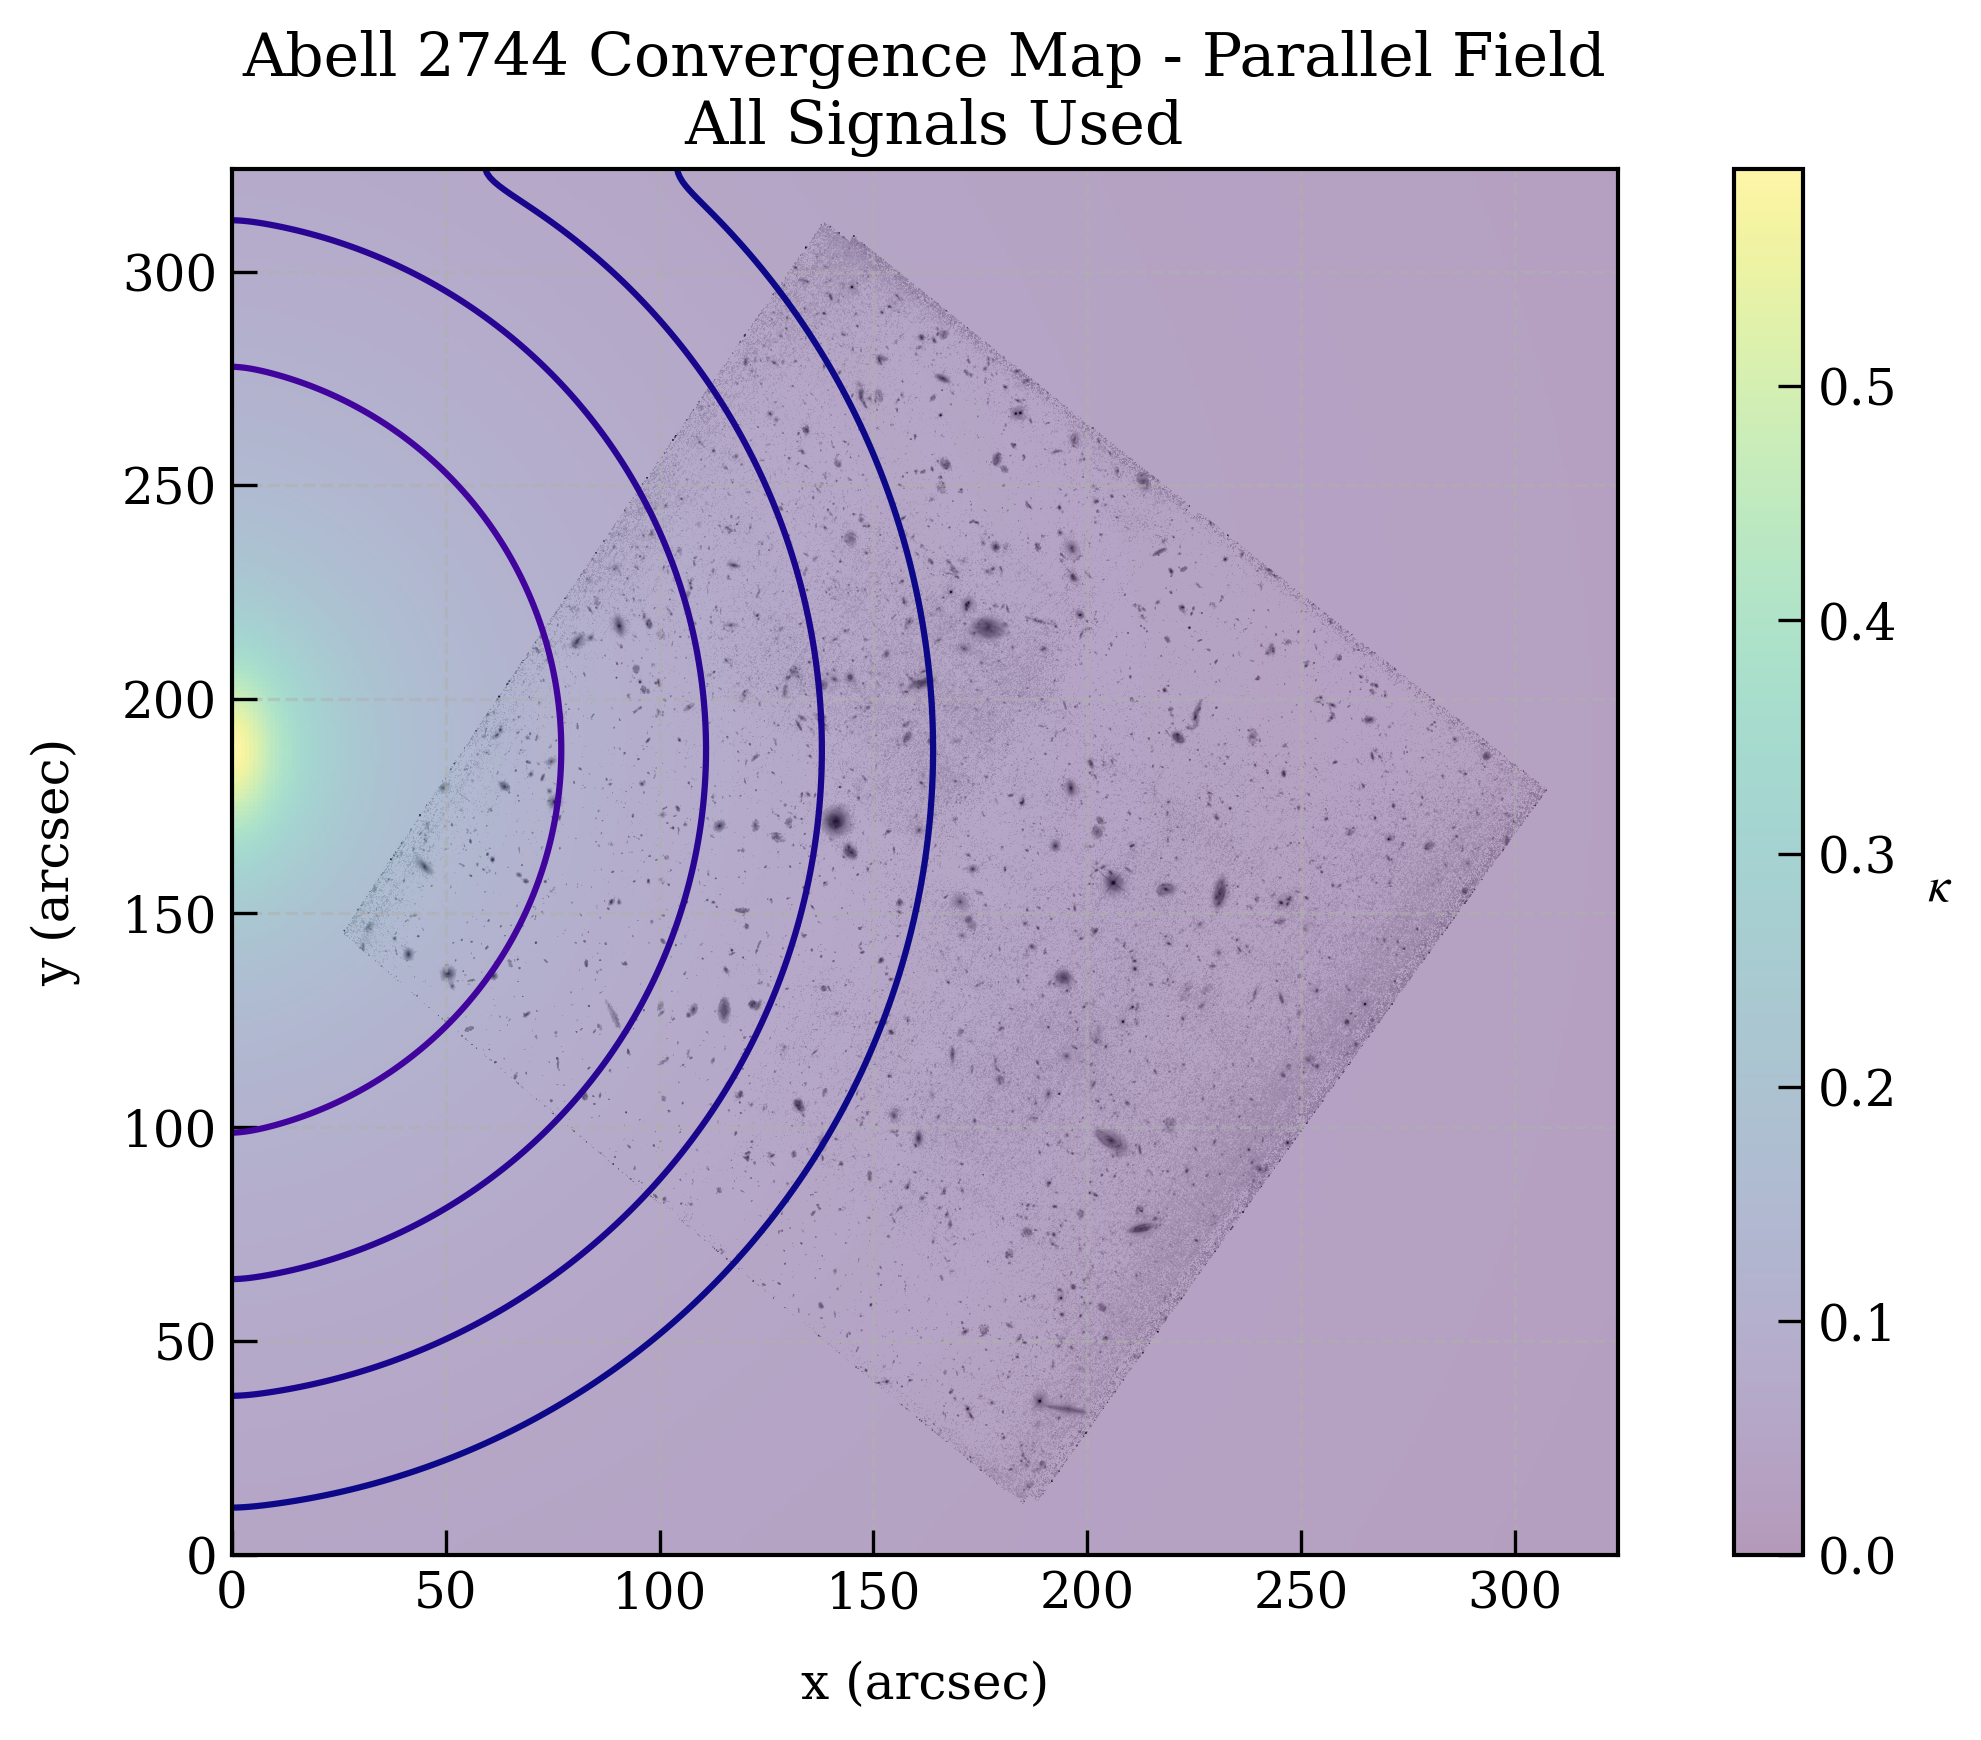 Abell 2744 Convergence Map - Parallel Field
All Signals Used
y (arcsec)
300
250
200
150
100
50
0
0 50 100 150 200 250 300
x (arcsec)
0.5
0.4
0.3
0.2
0.1
0.0
κ